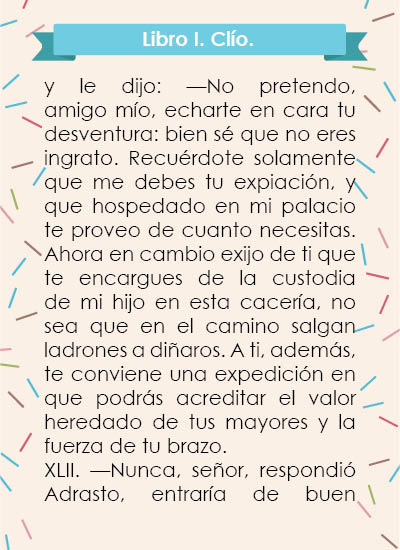 Libro I. Clío.
y le dijo: —No pretendo,
amigo mío, echarte en cara tu
desventura: bien sé que no eres
ingrato. Recuérdote solamente
que me debes tu expiación, y
que hospedado en mi palacio
te proveo de cuanto necesitas.
Ahora en cambio exijo de ti que
te encargues de la custodia
de mi hijo en esta cacería, no
sea que en el camino salgan
ladrones a diñaros. A ti, además,
te conviene una expedición en
que podrás acreditar el valor
heredado de tus mayores y la
fuerza de tu brazo.
XLII. —Nunca, señor, respondió
Adrasto, entraría de buen